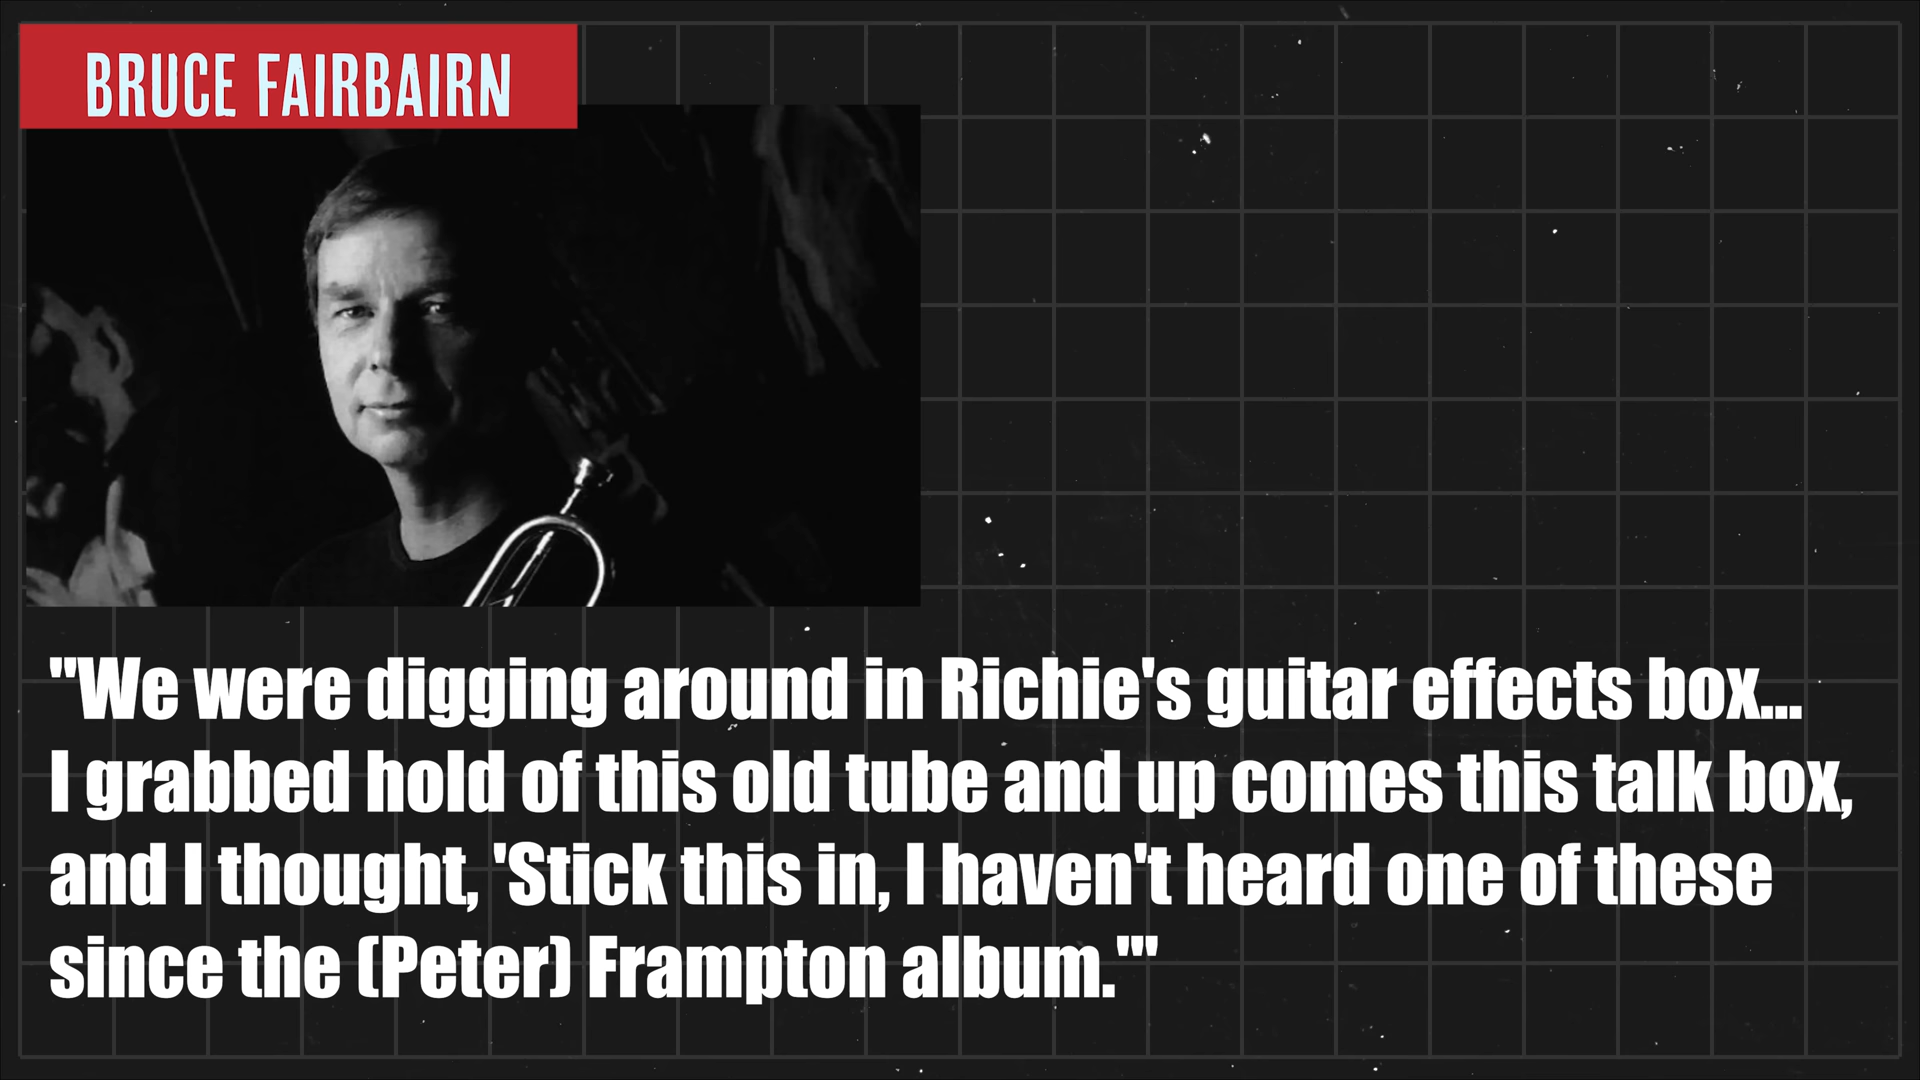 BRUCE FAIRBAIRN
"We were digging around in Richie's guitar effects box...
I grabbed hold of this old tube and up comes this talk box,
and I thought, 'Stick this in, I haven't heard one of these
since the (Peter) Frampton album.'"